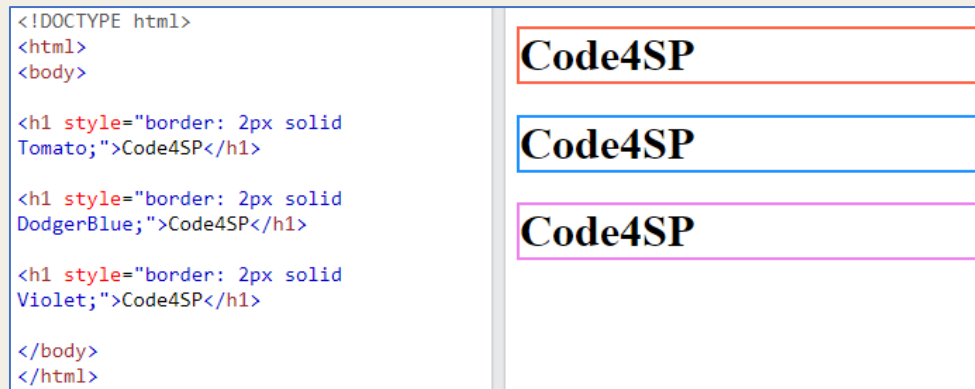 <!DOCTYPE html>
<html>
<body>
<h1 style="border: 2px solid
Tomato;">Code4SP</h1>
<h1 style="border: 2px solid
DodgerBlue;">Code4SP</h1>
<h1 style="border: 2px solid
Violet;">Code4SP</h1>
</body>
</html>
Code4SP
Code4SP
Code4SP